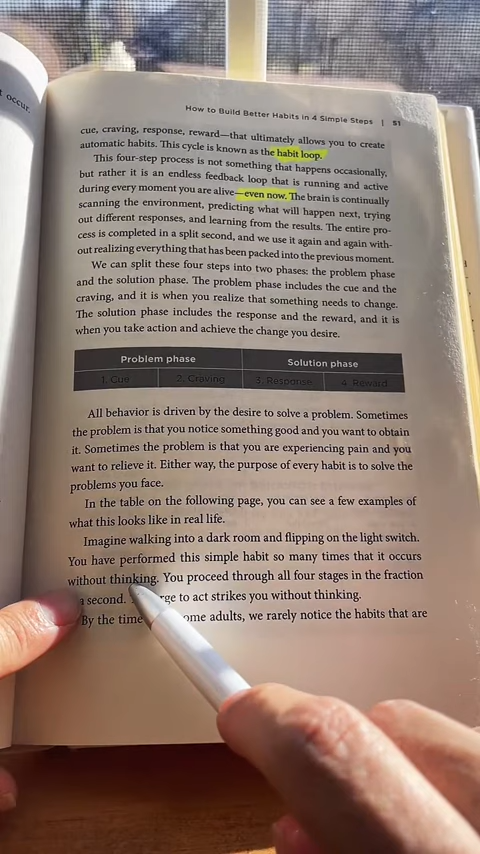 t occur.
How to Build Better Habits in 4 Simple Steps | 51
cue, craving, response, reward—that ultimately allows you to create
automatic habits. This cycle is known as the habit loop.
This four-step process is not something that happens occasionally,
but rather it is an endless feedback loop that is running and active
during every moment you are alive—even now. The brain is continually
scanning the environment, predicting what will happen next, trying
out different responses, and learning from the results. The entire pro-
cess is completed in a split second, and we use it again and again with-
out realizing everything that has been packed into the previous moment.
We can split these four steps into two phases: the problem phase
and the solution phase. The problem phase includes the cue and the
craving, and it is when you realize that something needs to change.
The solution phase includes the response and the reward, and it is
when you take action and achieve the change you desire.
Problem phase Solution phase
1. Cue 2. Craving 3. Response 4. Reward
All behavior is driven by the desire to solve a problem. Sometimes
the problem is that you notice something good and you want to obtain
it. Sometimes the problem is that you are experiencing pain and you
want to relieve it. Either way, the purpose of every habit is to solve the
problems you face.
In the table on the following page, you can see a few examples of
what this looks like in real life.
Imagine walking into a dark room and flipping on the light switch.
You have performed this simple habit so many times that it occurs
without thinking. You proceed through all four stages in the fraction
a second. rge to act strikes you without thinking.
By the time ome adults, we rarely notice the habits that are